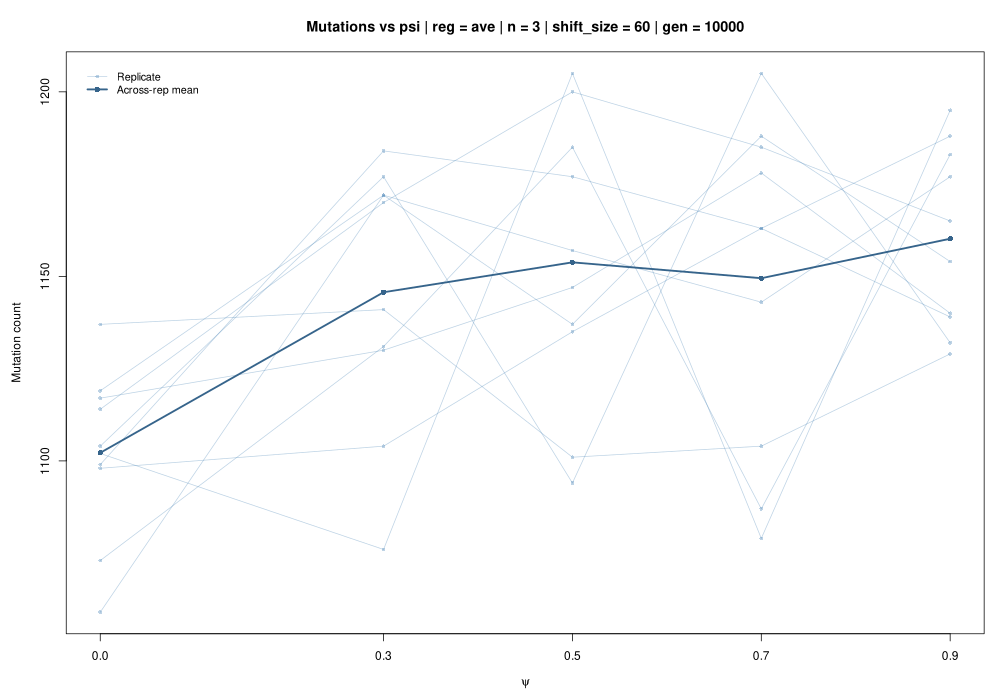 Mutations vs psi | reg = ave | n = 3 | shift_size = 60 | gen = 10000
Replicate
Across-rep mean
1200
1150
1100
Mutation count
0.0 0.3 0.5 0.7 0.9
ψ